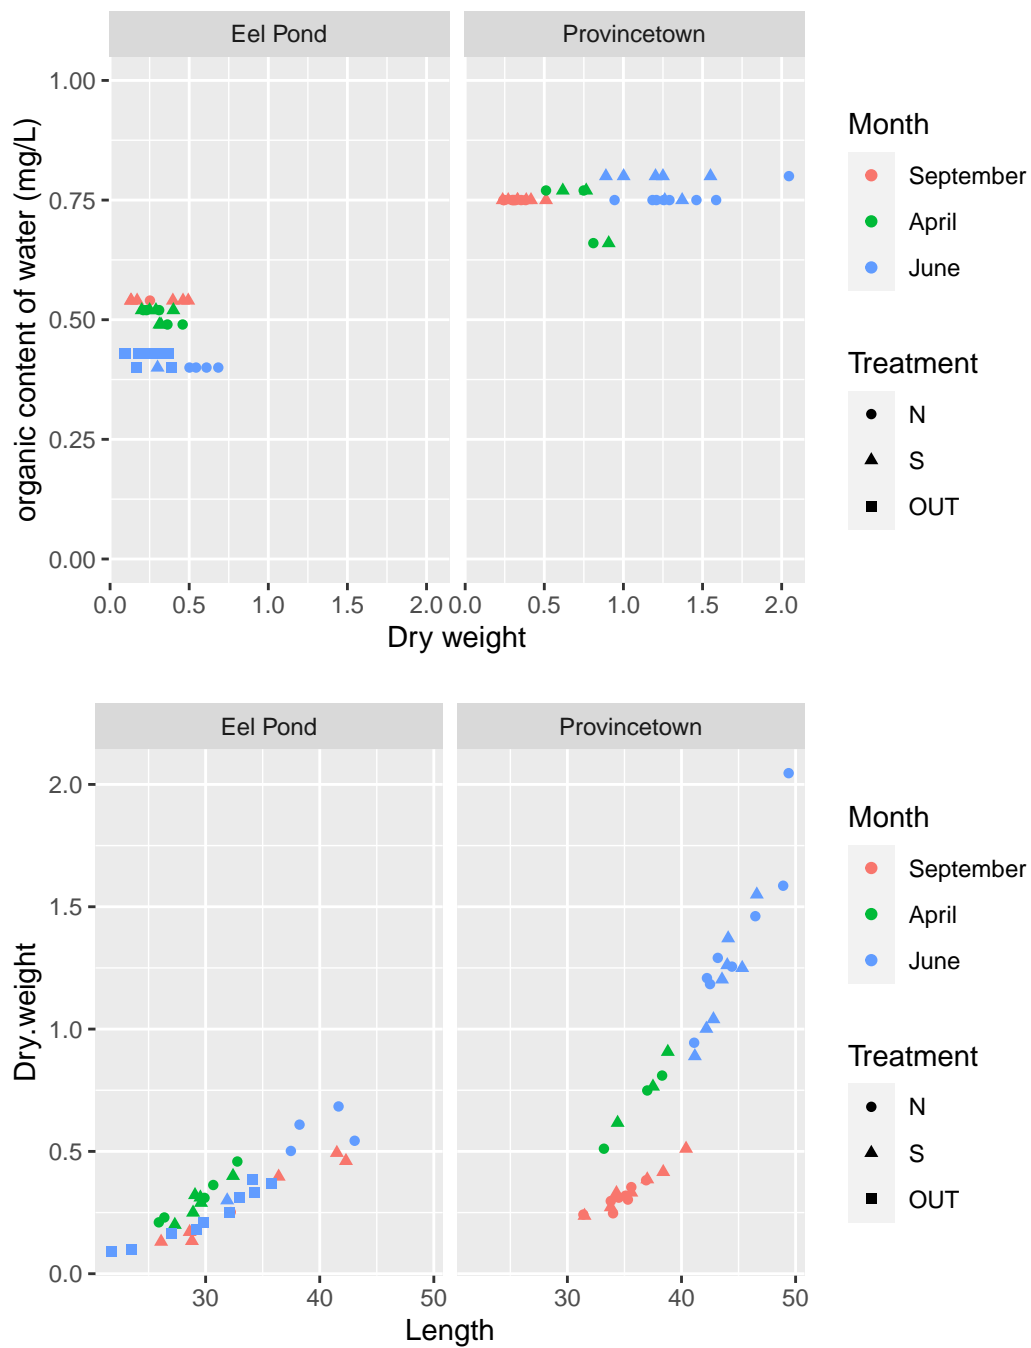 Eel Pond Provincetown
1.00
0.75
0.50
0.25
0.00
organic content of water (mg/L)
0.0 0.5 1.0 1.5 2.0 0.0 0.5 1.0 1.5 2.0
Dry weight
Month
September
April
June
Treatment
N
S
OUT
Eel Pond Provincetown
2.0
1.5
1.0
0.5
0.0
Dry.weight
30 40 50 30 40 50
Length
Month
September
April
June
Treatment
N
S
OUT